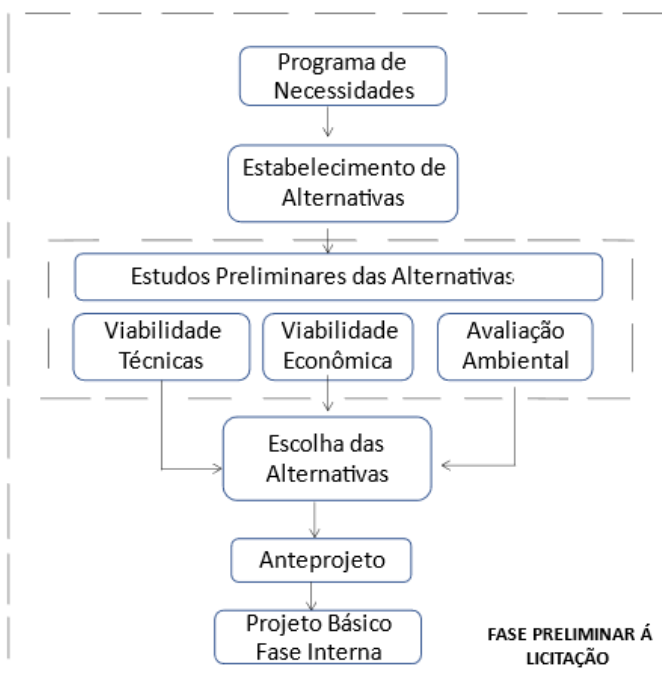 Programa de
Necessidades
Estabelecimento de
Alternativas
Estudos Preliminares das Alternativas
Viabilidade
Técnicas
Viabilidade
Econômica
Avaliação
Ambiental
Escolha das
Alternativas
Anteprojeto
Projeto Básico
Fase Interna
FASE PRELIMINAR Á
LICITAÇÃO